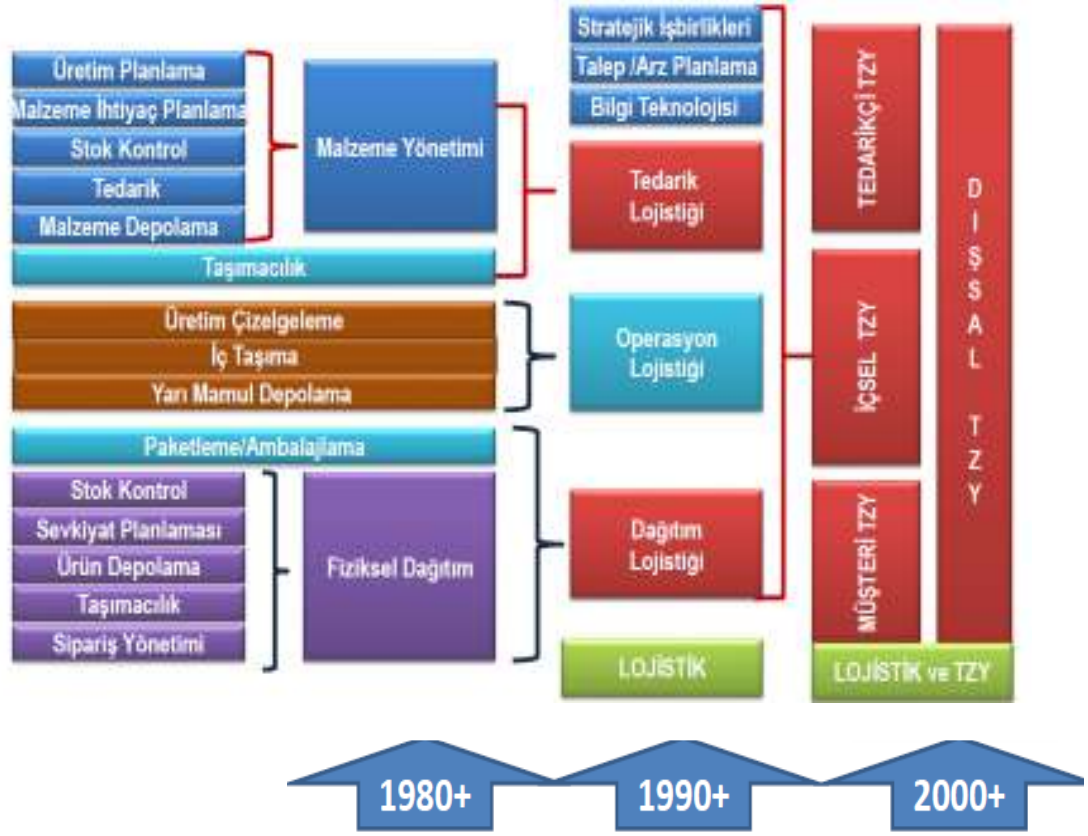 Üretim Planlama
Malzeme İhtiyaç Planlama
Stok Kontrol
Tedarik
Malzeme Depolama
Malzeme Yönetimi
Taşımacılık
Üretim Çizelgeleme
İç Taşıma
Yarı Mamul Depolama
Paketleme/Ambalajlama
Stok Kontrol
Sevkiyat Planlaması
Ürün Depolama
Taşımacılık
Sipariş Yönetimi
Fiziksel Dağıtım
Stratejik İşbirlikleri
Talep /Arz Planlama
Bilgi Teknolojisi
Tedarik
Lojistiği
Operasyon
Lojistiği
Dağıtım
Lojistiği
LOJİSTİK
TEDARİKÇİ TZY
İÇSEL TZY
MÜŞTERİ TZY
DIŞSAL TZY
LOJİSTİK ve TZY
1980+
1990+
2000+